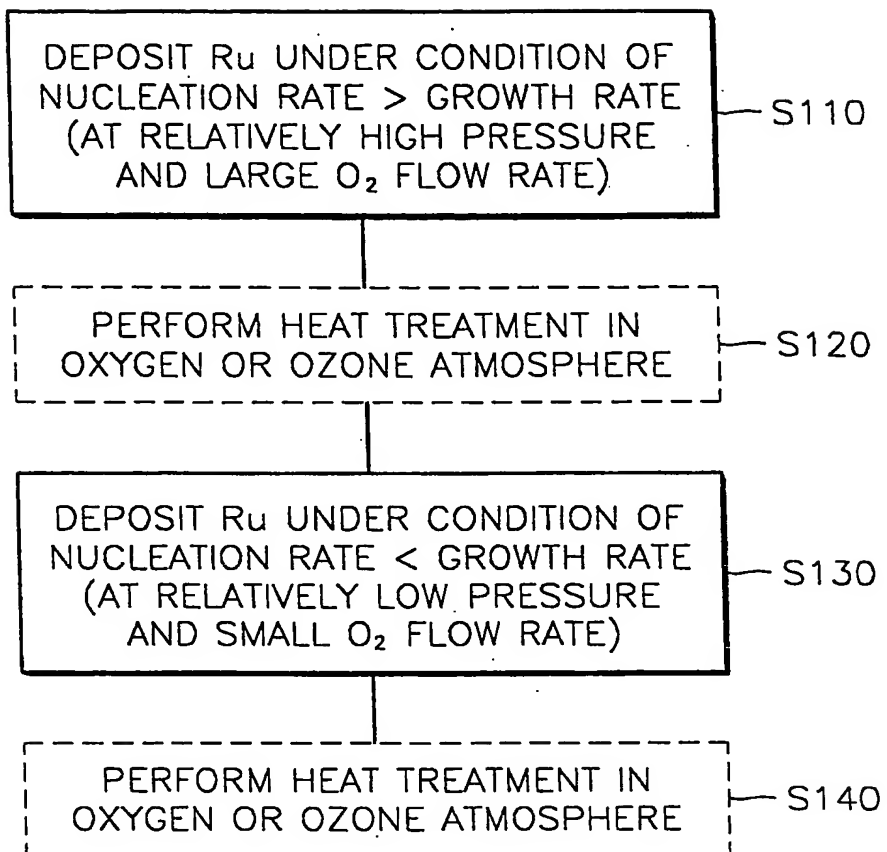 DEPOSIT Ru UNDER CONDITION OF
NUCLEATION RATE > GROWTH RATE
(AT RELATIVELY HIGH PRESSURE
AND LARGE O₂ FLOW RATE)
S110
PERFORM HEAT TREATMENT IN
OXYGEN OR OZONE ATMOSPHERE
S120
DEPOSIT Ru UNDER CONDITION OF
NUCLEATION RATE < GROWTH RATE
(AT RELATIVELY LOW PRESSURE
AND SMALL O₂ FLOW RATE)
S130
PERFORM HEAT TREATMENT IN
OXYGEN OR OZONE ATMOSPHERE
S140